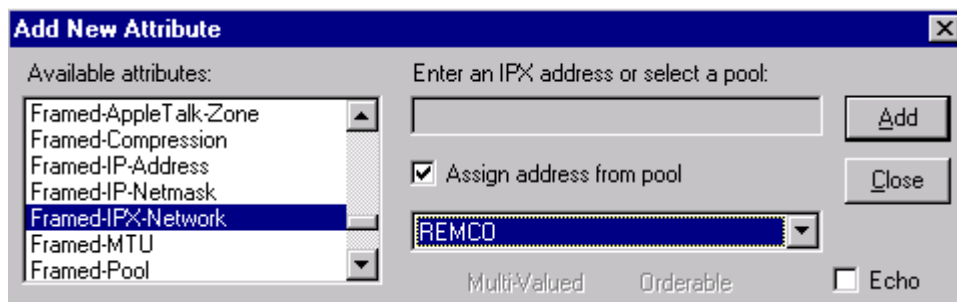 Add New Attribute
Available attributes:
Enter an IPX address or select a pool:
Framed-AppleTalk-Zone
Framed-Compression
Framed-IP-Address
Framed-IP-Netmask
Framed-IPX-Network
Framed-MTU
Framed-Pool
Assign address from pool
REMCO
Multi-Valued Orderable
Echo
Add
Close